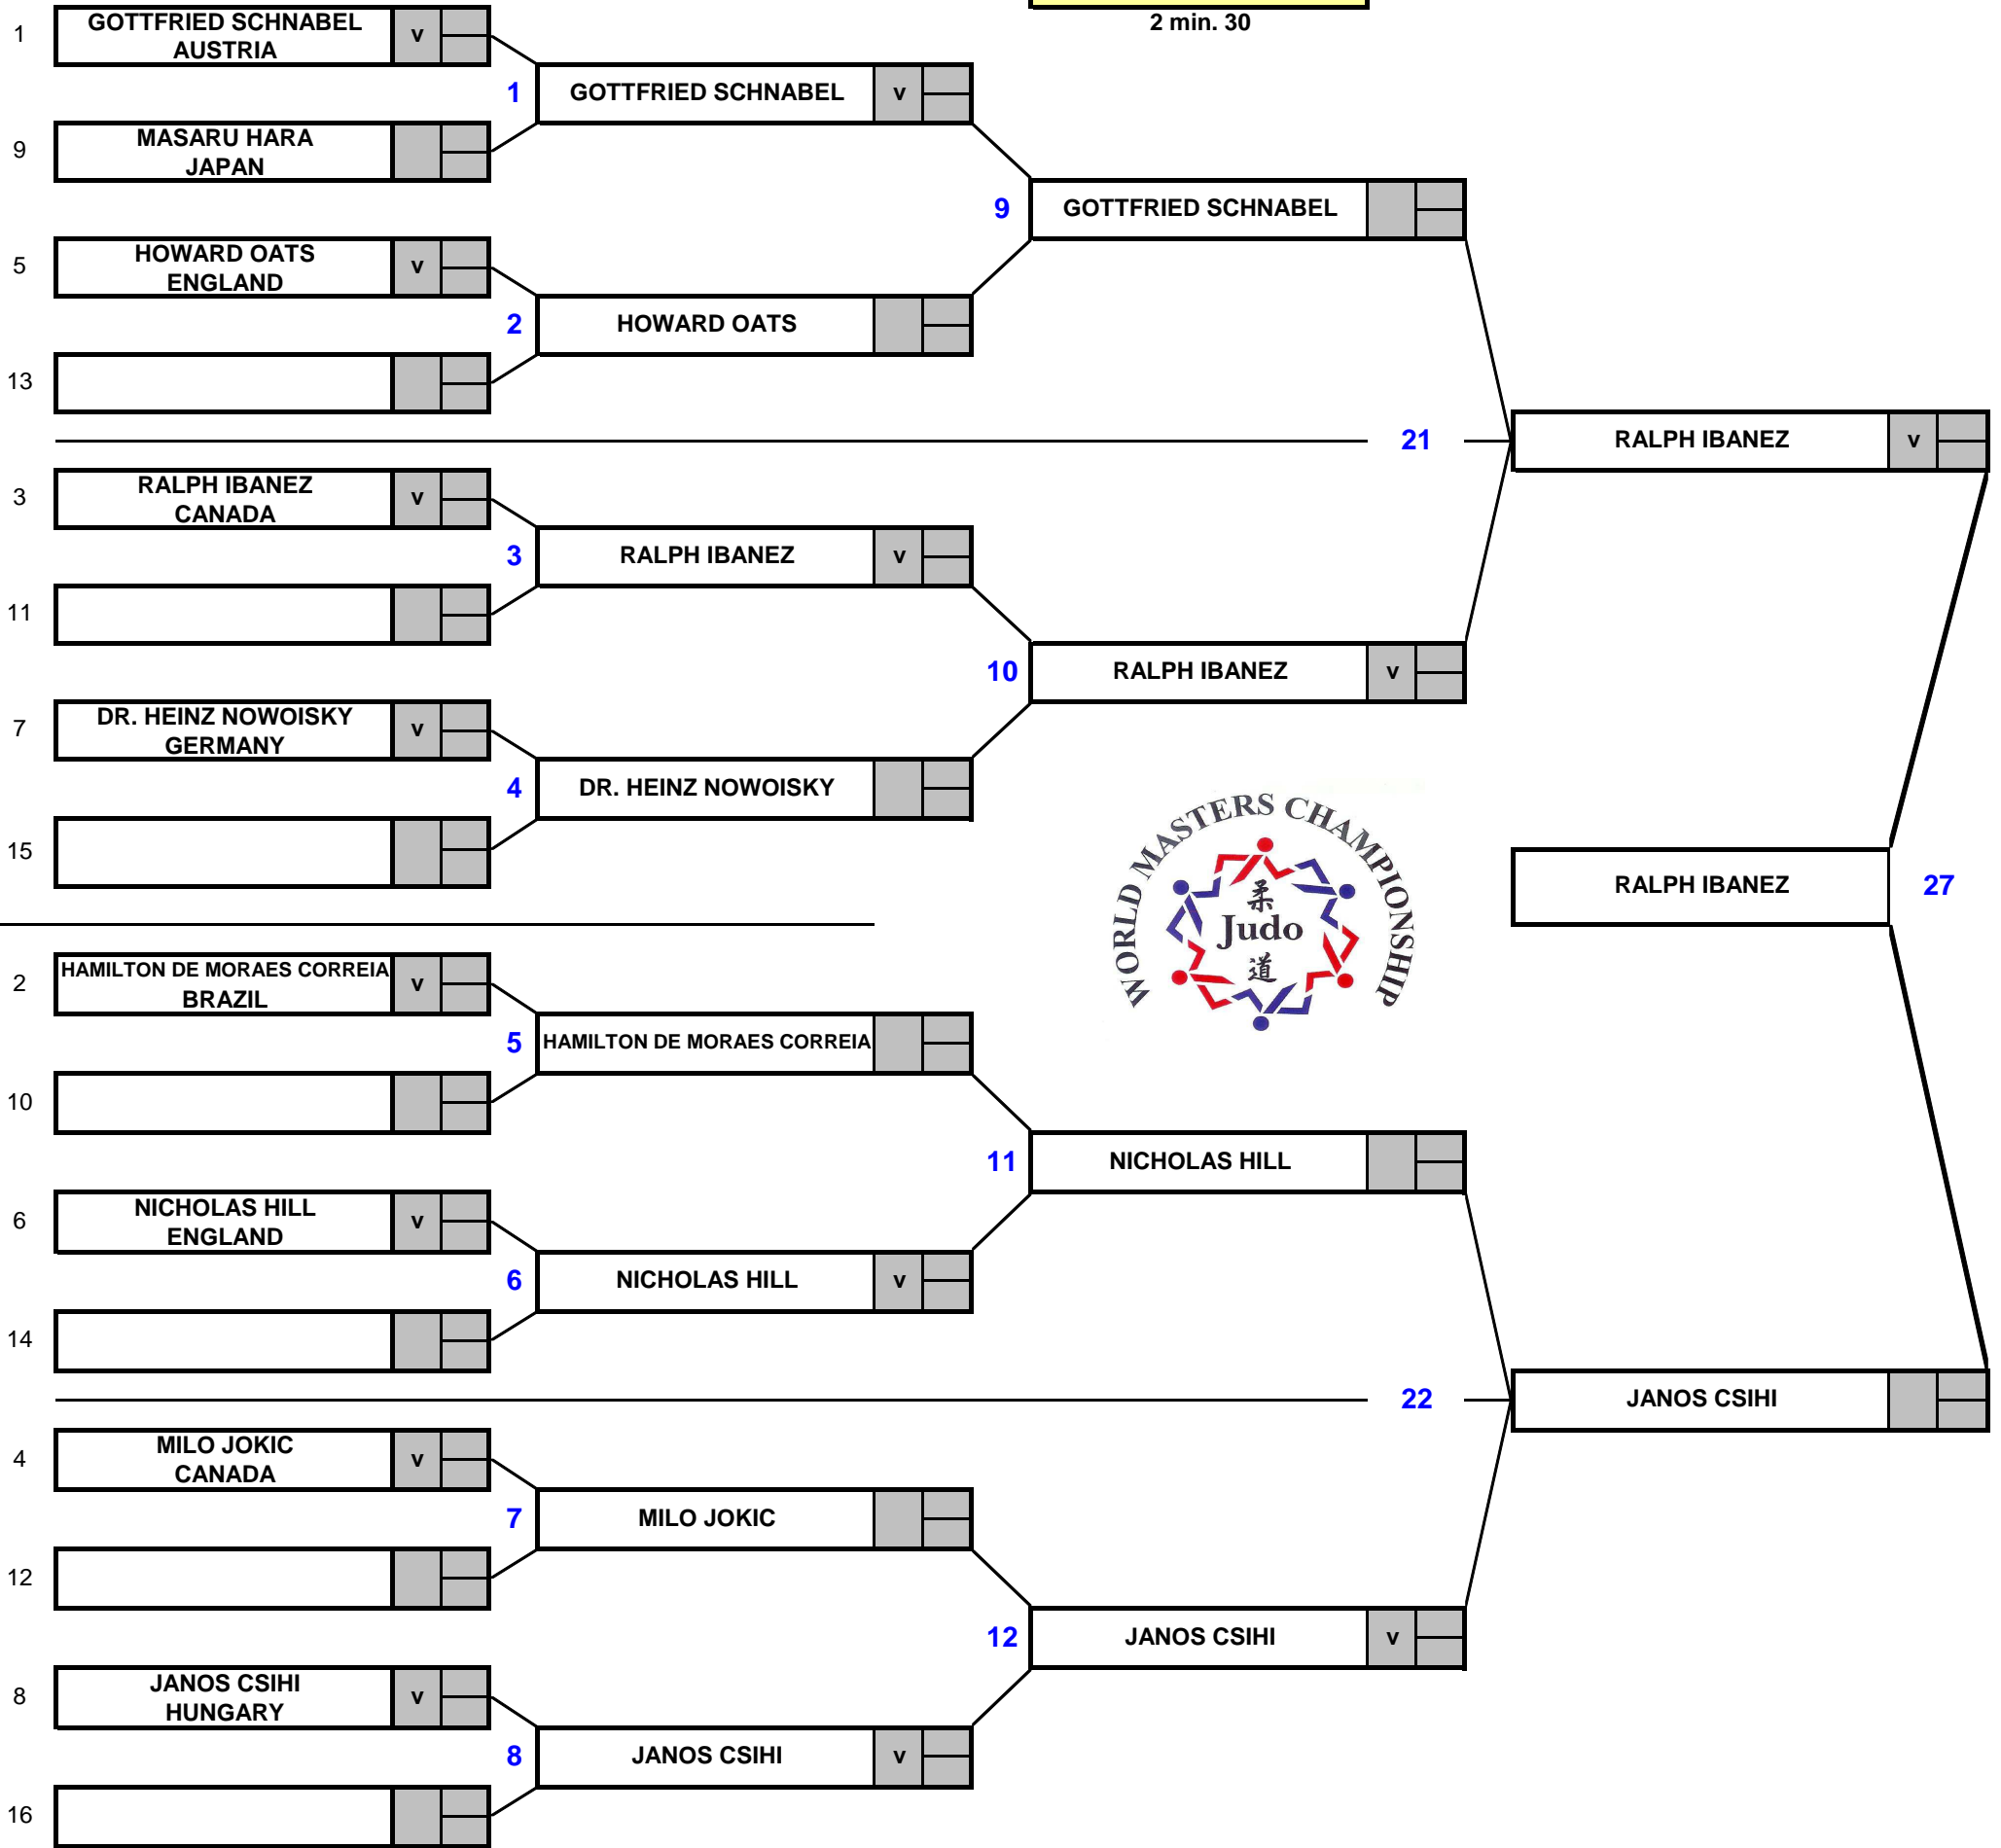 2 min. 30
1
GOTTFRIED SCHNABEL
AUSTRIA
v
1
GOTTFRIED SCHNABEL
v
9
MASARU HARA
JAPAN
9
GOTTFRIED SCHNABEL
5
HOWARD OATS
ENGLAND
v
2
HOWARD OATS
13
21
RALPH IBANEZ
v
3
RALPH IBANEZ
CANADA
v
3
RALPH IBANEZ
v
11
10
RALPH IBANEZ
v
7
DR. HEINZ NOWOISKY
GERMANY
v
4
DR. HEINZ NOWOISKY
15
WORLD MASTERS CHAMPIONSHIP
柔
Judo
道
RALPH IBANEZ
27
2
HAMILTON DE MORAES CORREIA
BRAZIL
v
5
HAMILTON DE MORAES CORREIA
10
11
NICHOLAS HILL
6
NICHOLAS HILL
ENGLAND
v
6
NICHOLAS HILL
v
14
22
JANOS CSIHI
4
MILO JOKIC
CANADA
v
7
MILO JOKIC
12
12
JANOS CSIHI
v
8
JANOS CSIHI
HUNGARY
v
8
JANOS CSIHI
v
16